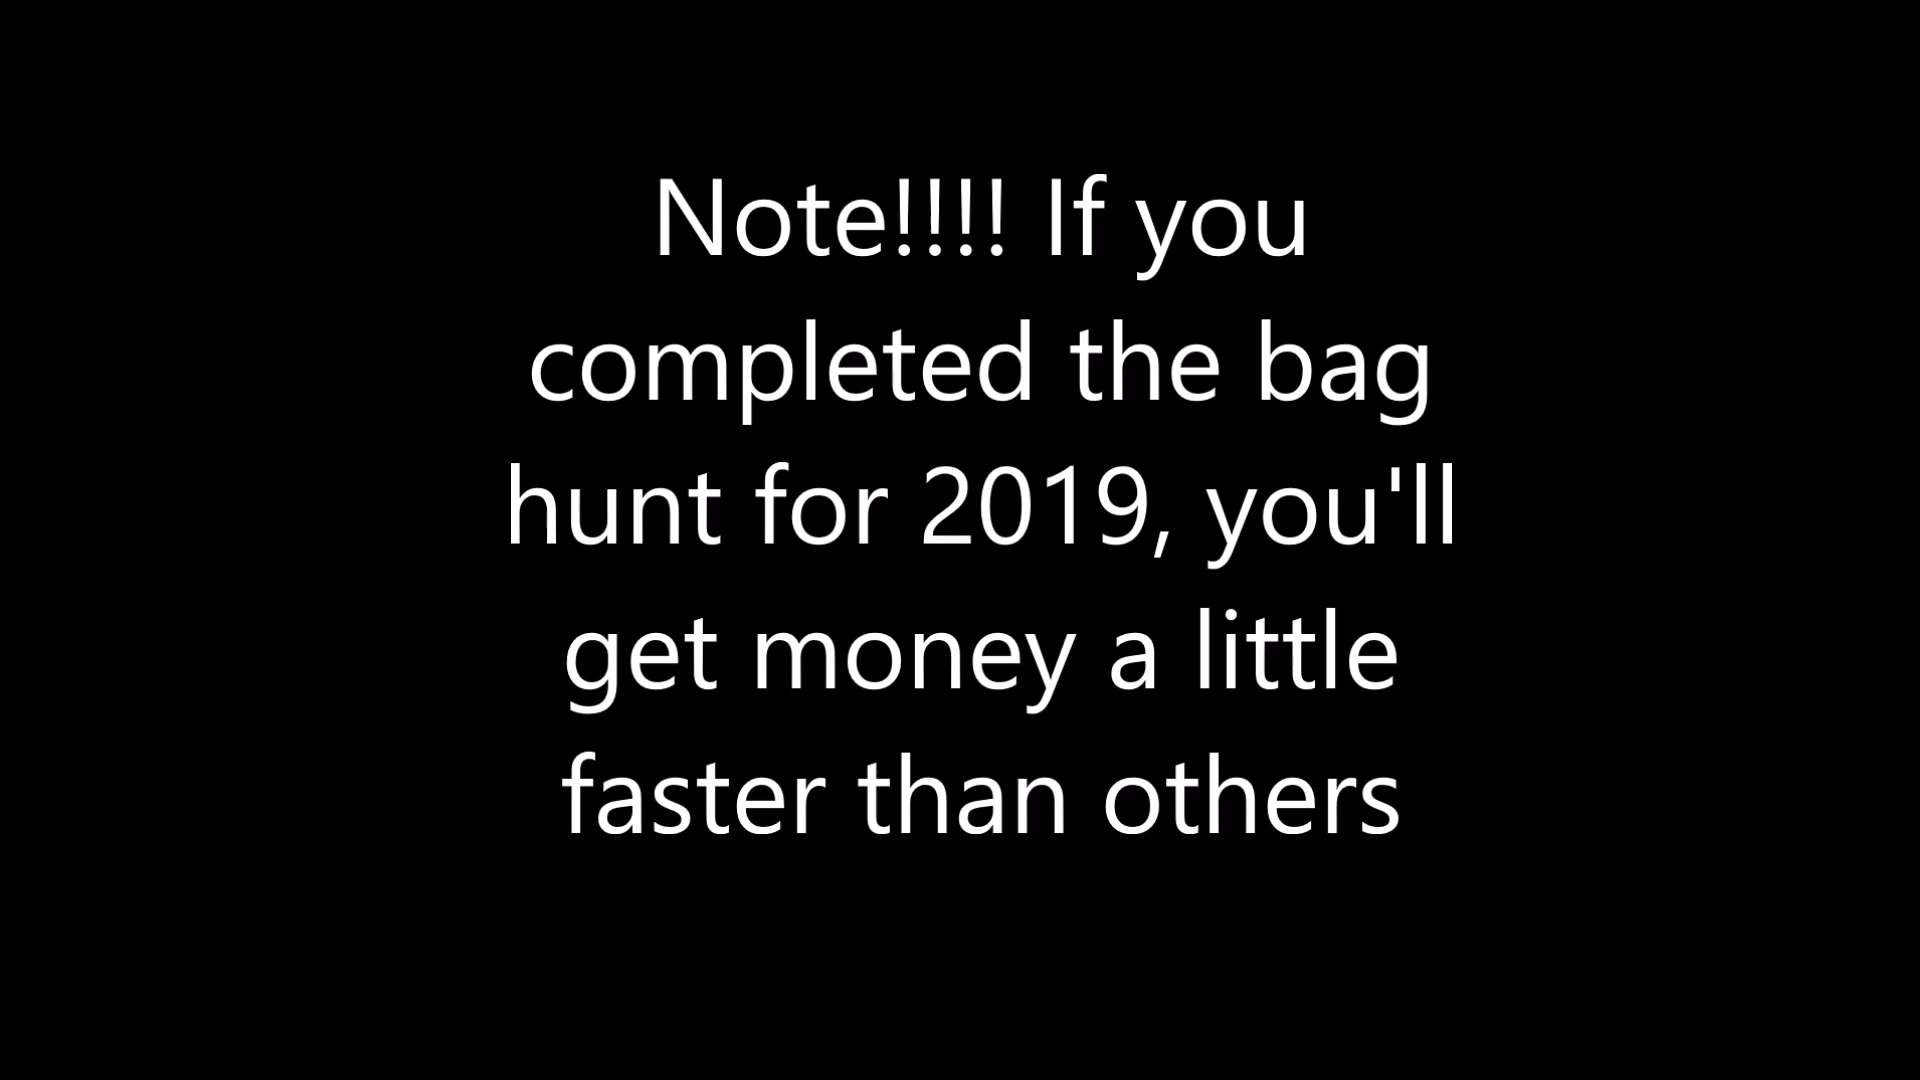 Note!!!! If you
completed the bag
hunt for 2019, you'll
get money a little
faster than others